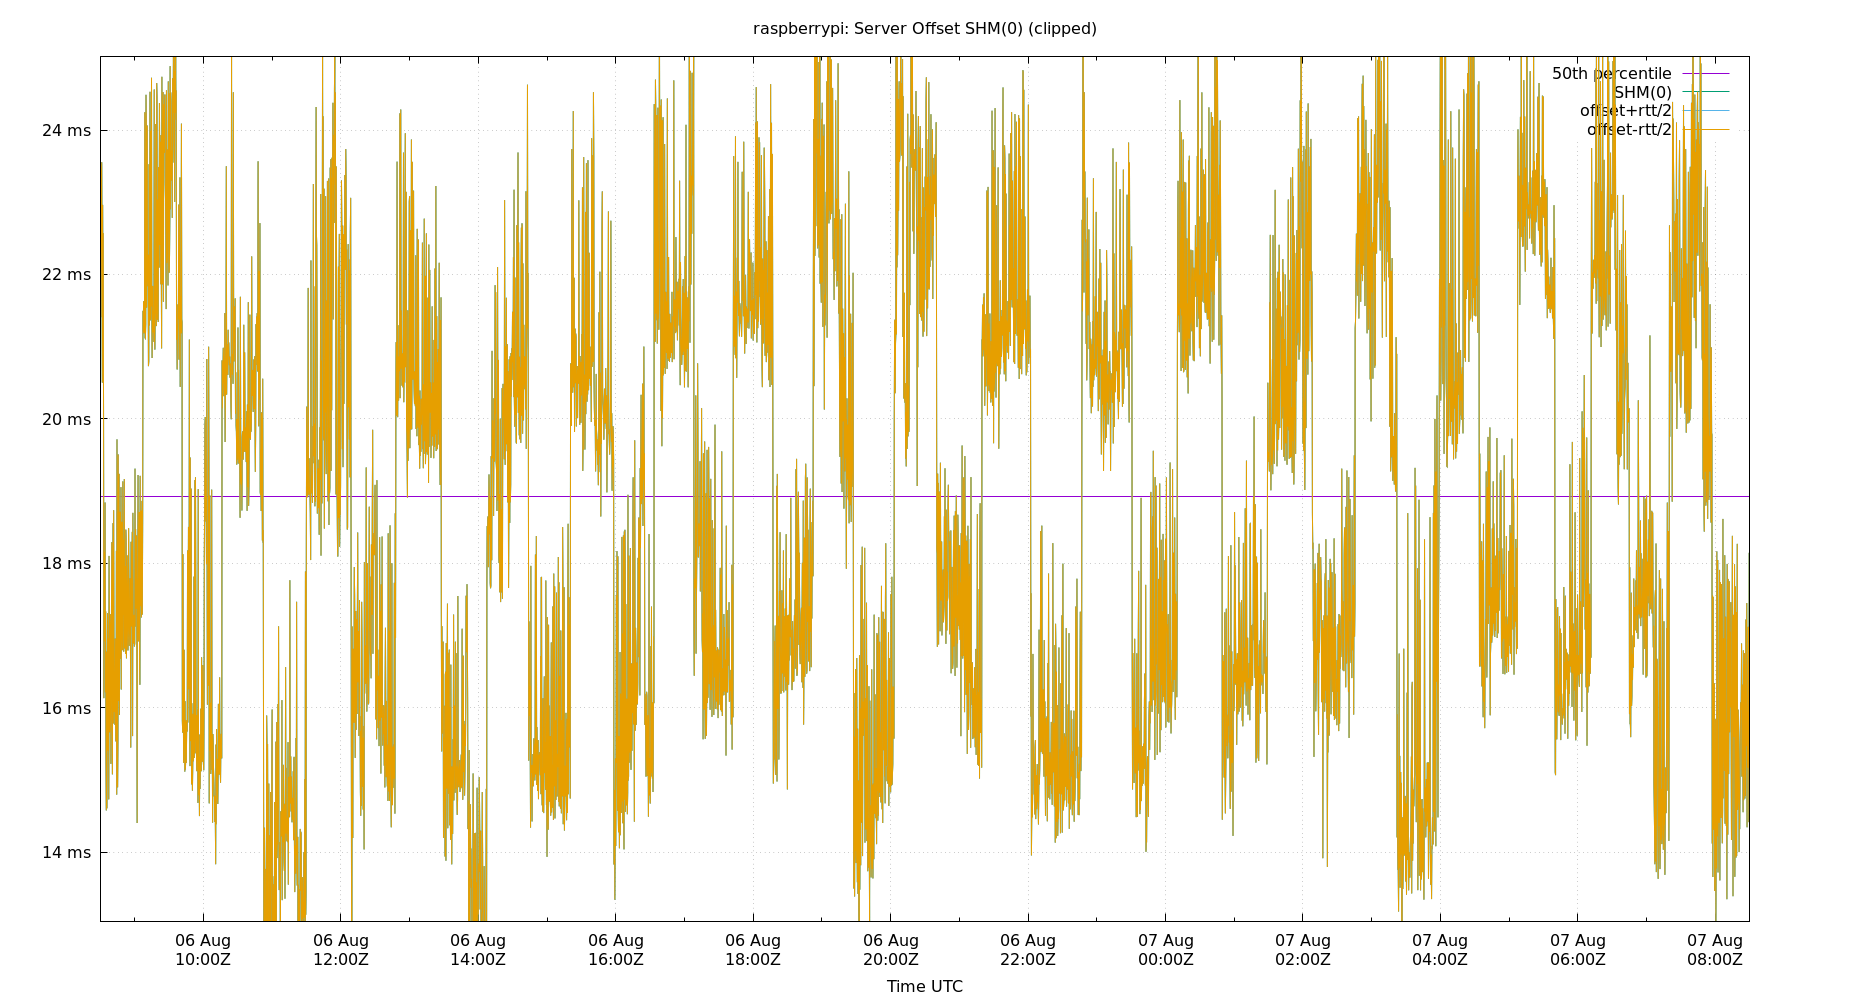 raspberrypi: Server Offset SHM(0) (clipped)
50th percentile
SHM(0)
offset+rtt/2
offset-rtt/2
24 ms
22 ms
20 ms
18 ms
16 ms
14 ms
06 Aug 06 Aug 06 Aug 06 Aug 06 Aug 06 Aug 06 Aug 07 Aug 07 Aug 07 Aug 07 Aug 07 Aug
10:00Z 12:00Z 14:00Z 16:00Z 18:00Z 20:00Z 22:00Z 00:00Z 02:00Z 04:00Z 06:00Z 08:00Z
Time UTC